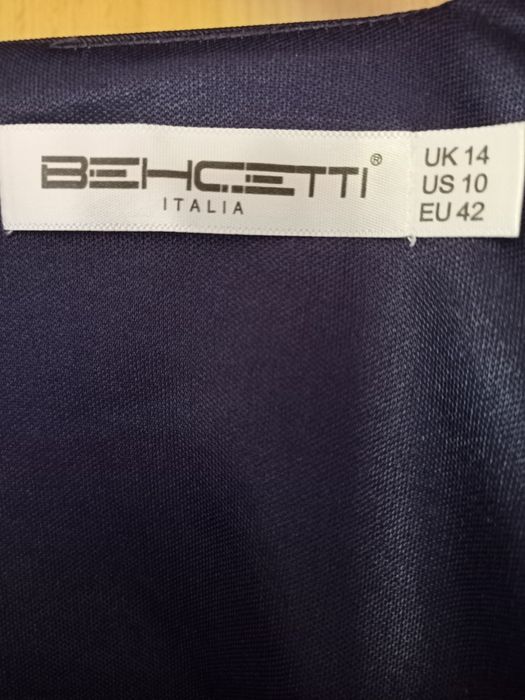 BEHCETTI®
ITALIA
UK 14
US 10
EU 42